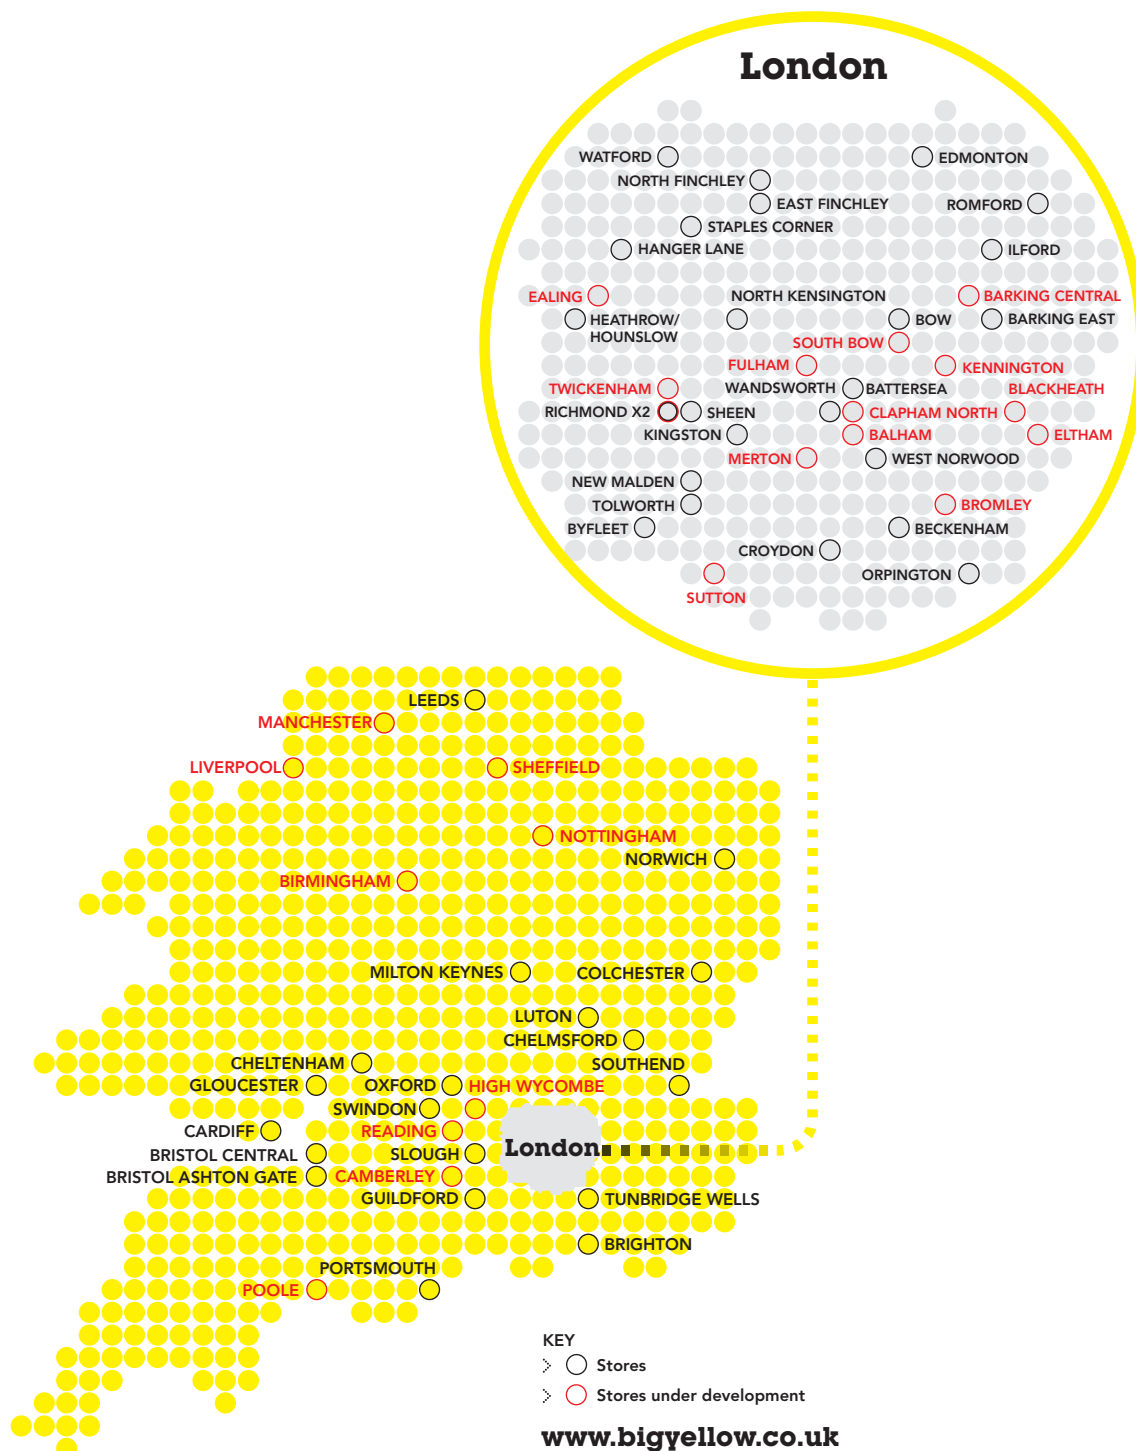 London
WATFORD
EDMONTON
NORTH FINCHLEY
EAST FINCHLEY
ROMFORD
STAPLES CORNER
HANGER LANE
ILFORD
EALING
NORTH KENSINGTON
BARKING CENTRAL
HEATHROW/
HOUNSLOW
BOW
BARKING EAST
SOUTH BOW
FULHAM
KENNINGTON
TWICKENHAM
WANDSWORTH
BATTERSEA
BLACKHEATH
RICHMOND X2
SHEEN
CLAPHAM NORTH
KINGSTON
BALHAM
ELTHAM
MERTON
WEST NORWOOD
NEW MALDEN
TOLWORTH
BROMLEY
BYFLEET
BECKENHAM
CROYDON
ORPINGTON
SUTTON
LEEDS
MANCHESTER
LIVERPOOL
SHEFFIELD
NOTTINGHAM
NORWICH
BIRMINGHAM
MILTON KEYNES
COLCHESTER
LUTON
CHELMSFORD
CHELTENHAM
SOUTHEND
GLOUCESTER
OXFORD
HIGH WYCOMBE
SWINDON
CARDIFF
READING
BRISTOL CENTRAL
SLOUGH
London
BRISTOL ASHTON GATE
CAMBERLEY
GUILDFORD
TUNBRIDGE WELLS
BRIGHTON
PORTSMOUTH
POOLE
KEY
Stores
Stores under development
www.bigyellow.co.uk